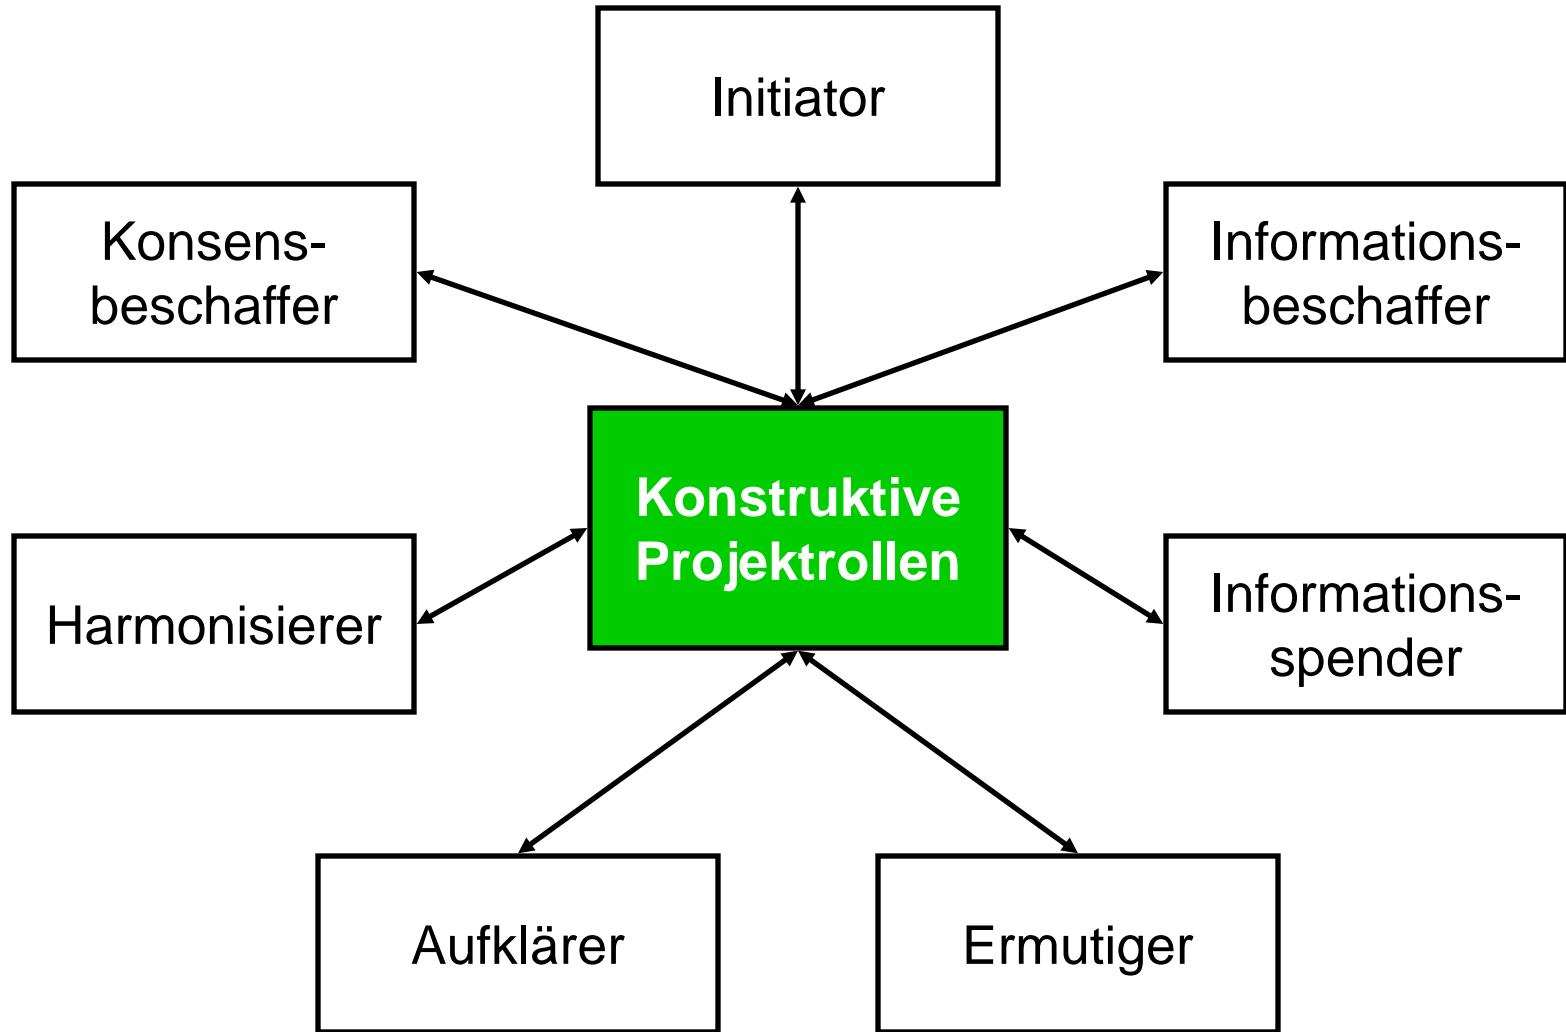 Initiator
Konsens-
beschaffer
Informations-
beschaffer
Konstruktive
Projektrollen
Harmonisierer
Informations-
spender
Aufklärer
Ermutiger